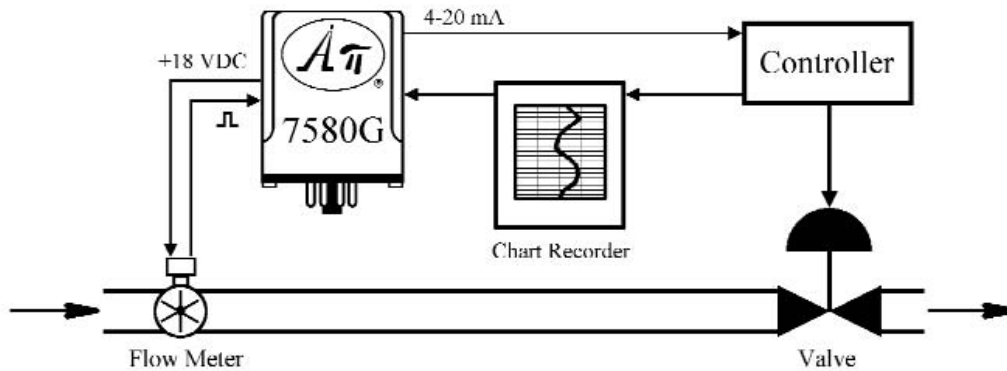 4-20 mA
+18 VDC
Aπ
®
7580G
Controller
Chart Recorder
Flow Meter
Valve